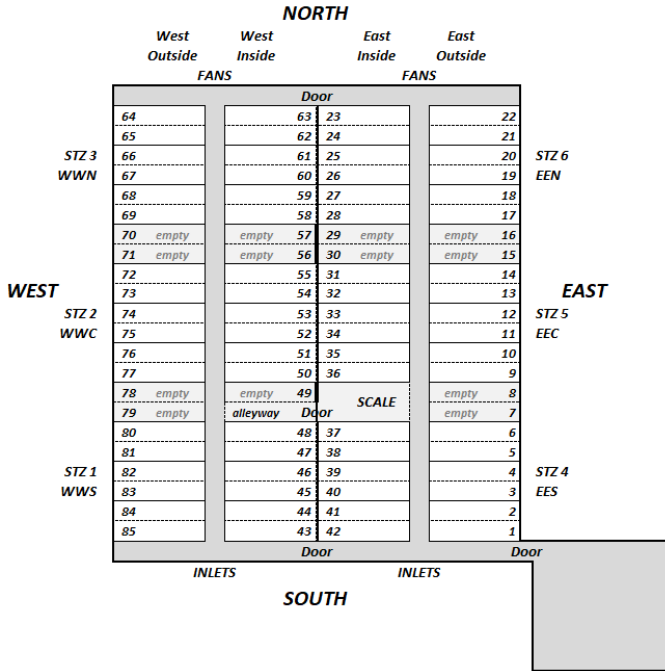 NORTH
West West East East
Outside Inside Inside Outside
FANS FANS
Door
64 63 23 22
65 62 24 21
STZ 3 66 61 25 20 STZ 6
WWN 67 60 26 19 EEN
68 59 27 18
69 58 28 17
70 empty empty 57 29 empty empty 16
71 empty empty 56 30 empty empty 15
72 55 31 14
WEST 73 54 32 13 EAST
STZ 2 74 53 33 12 STZ 5
WWC 75 52 34 11 EEC
76 51 35 10
77 50 36 9
78 empty empty 49 SCALE empty 8
79 empty alleyway Door empty 7
80 48 37 6
81 47 38 5
STZ 1 82 46 39 4 STZ 4
WWS 83 45 40 3 EES
84 44 41 2
85 43 42 1
Door Door
INLETS INLETS
SOUTH